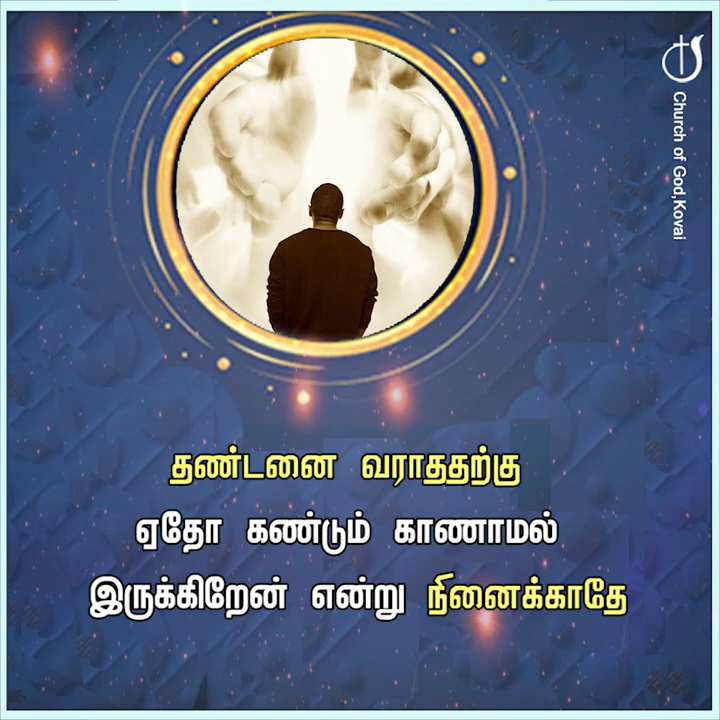 Church of God,Kovai
தண்டனை வராததற்கு
ஏதோ கண்டும் காணாமல்
இருக்கிறேன் என்று நினைக்காதே